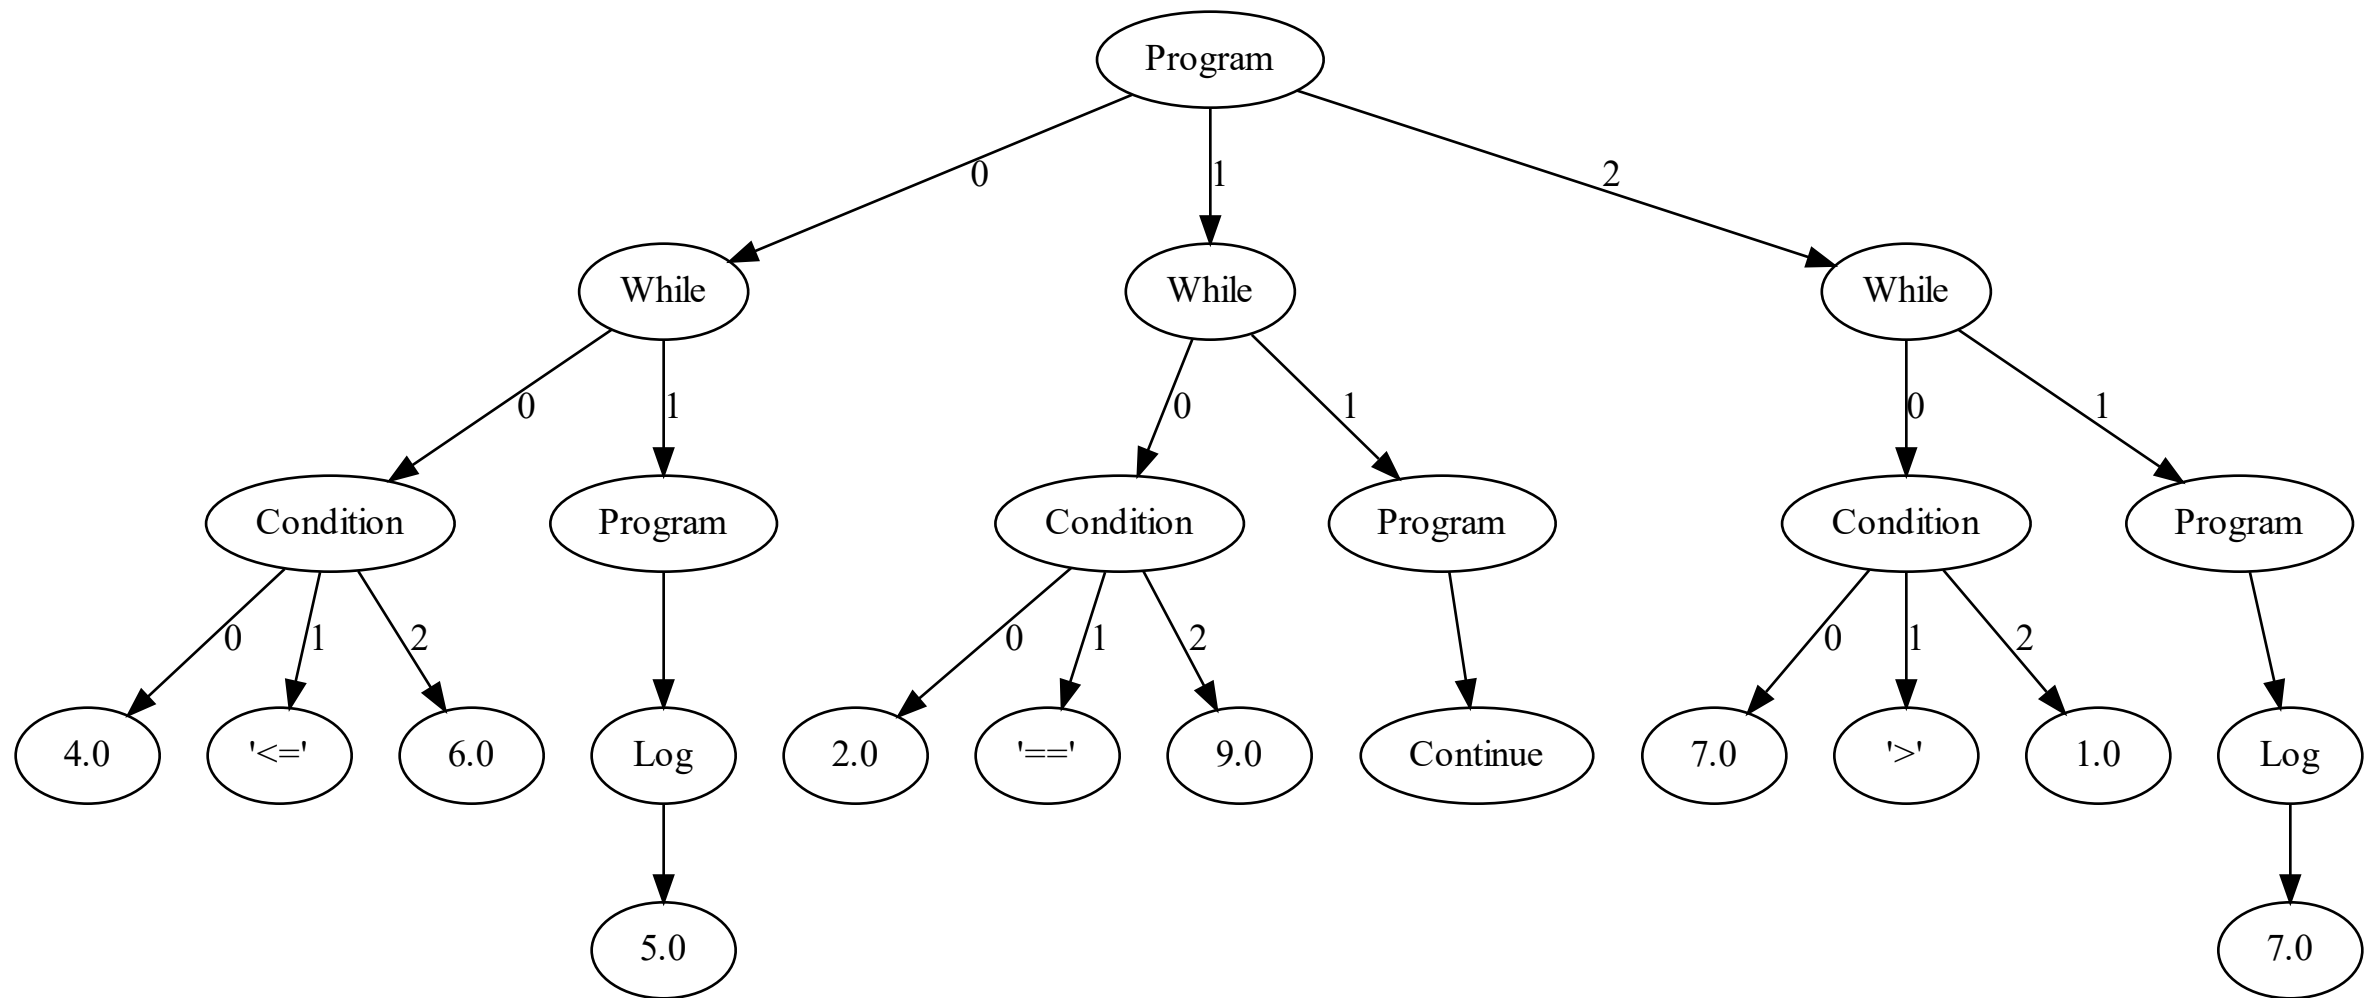 Program
0
1
2
While
While
While
0
1
0
1
0
1
Condition
Program
Condition
Program
Condition
Program
0
1
2
0
1
2
0
1
2
4.0
'<='
6.0
Log
2.0
'=='
9.0
Continue
7.0
'>'
1.0
Log
5.0
7.0